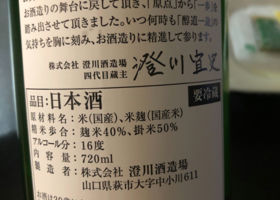 お酒造りの舞台に戻して頂き、「原点」から「一歩」を
踏み出させて頂きました。いつ何時も「醇道一途」の
気持ちを胸に刻み、お酒造りに精進して参ります。
株式会社 澄川酒造場
四代目蔵主 澄川宜史
品目:日本酒
要冷蔵
原材料名:米(国産)、米麹(国産米)
精米歩合:麹米40%、掛米50%
アルコール分:16度
内容量:720ml
製造者:株式会社 澄川酒造場
山口県萩市大字中小川611